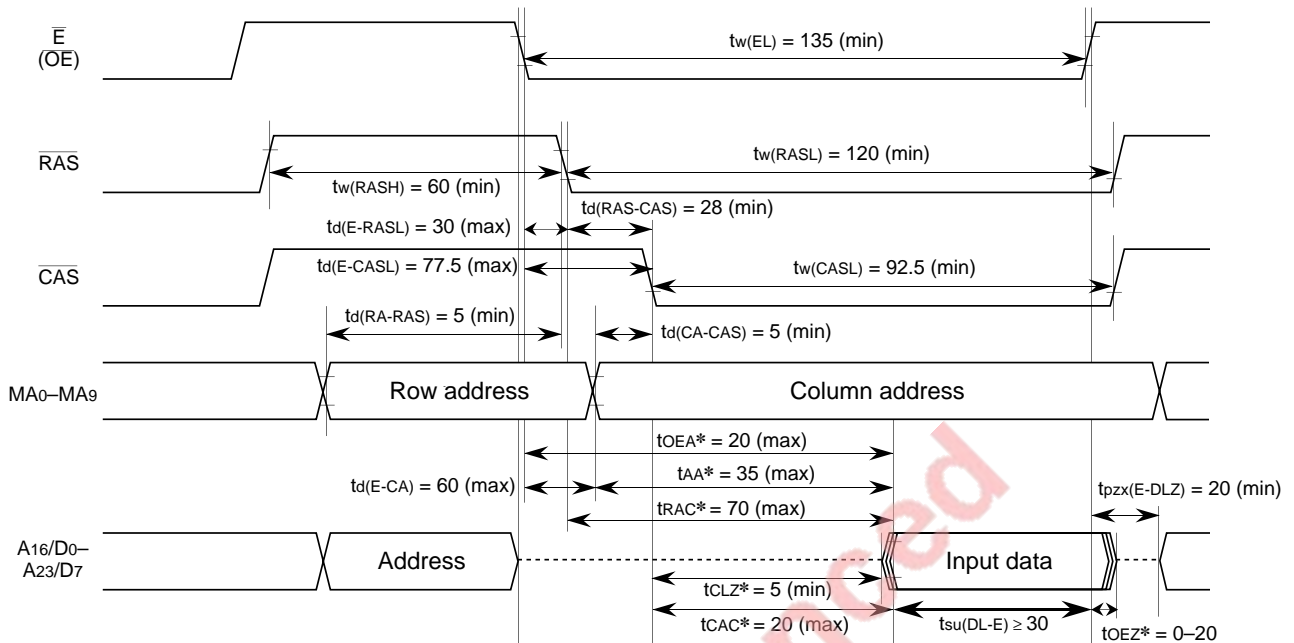 E
(OE)
tw(EL) = 135 (min)
RAS
tw(RASH) = 60 (min)
tw(RASL) = 120 (min)
td(RAS-CAS) = 28 (min)
td(E-RASL) = 30 (max)
CAS
td(E-CASL) = 77.5 (max)
tw(CASL) = 92.5 (min)
td(RA-RAS) = 5 (min)
td(CA-CAS) = 5 (min)
MA0–MA9
Row address
Column address
tOEA* = 20 (max)
td(E-CA) = 60 (max)
tAA* = 35 (max)
tpzx(E-DLZ) = 20 (min)
tRAC* = 70 (max)
A16/D0–
A23/D7
Address
Input data
tCLZ* = 5 (min)
tCAC* = 20 (max)
tsu(DL-E) ≥ 30
tOEZ* = 0–20